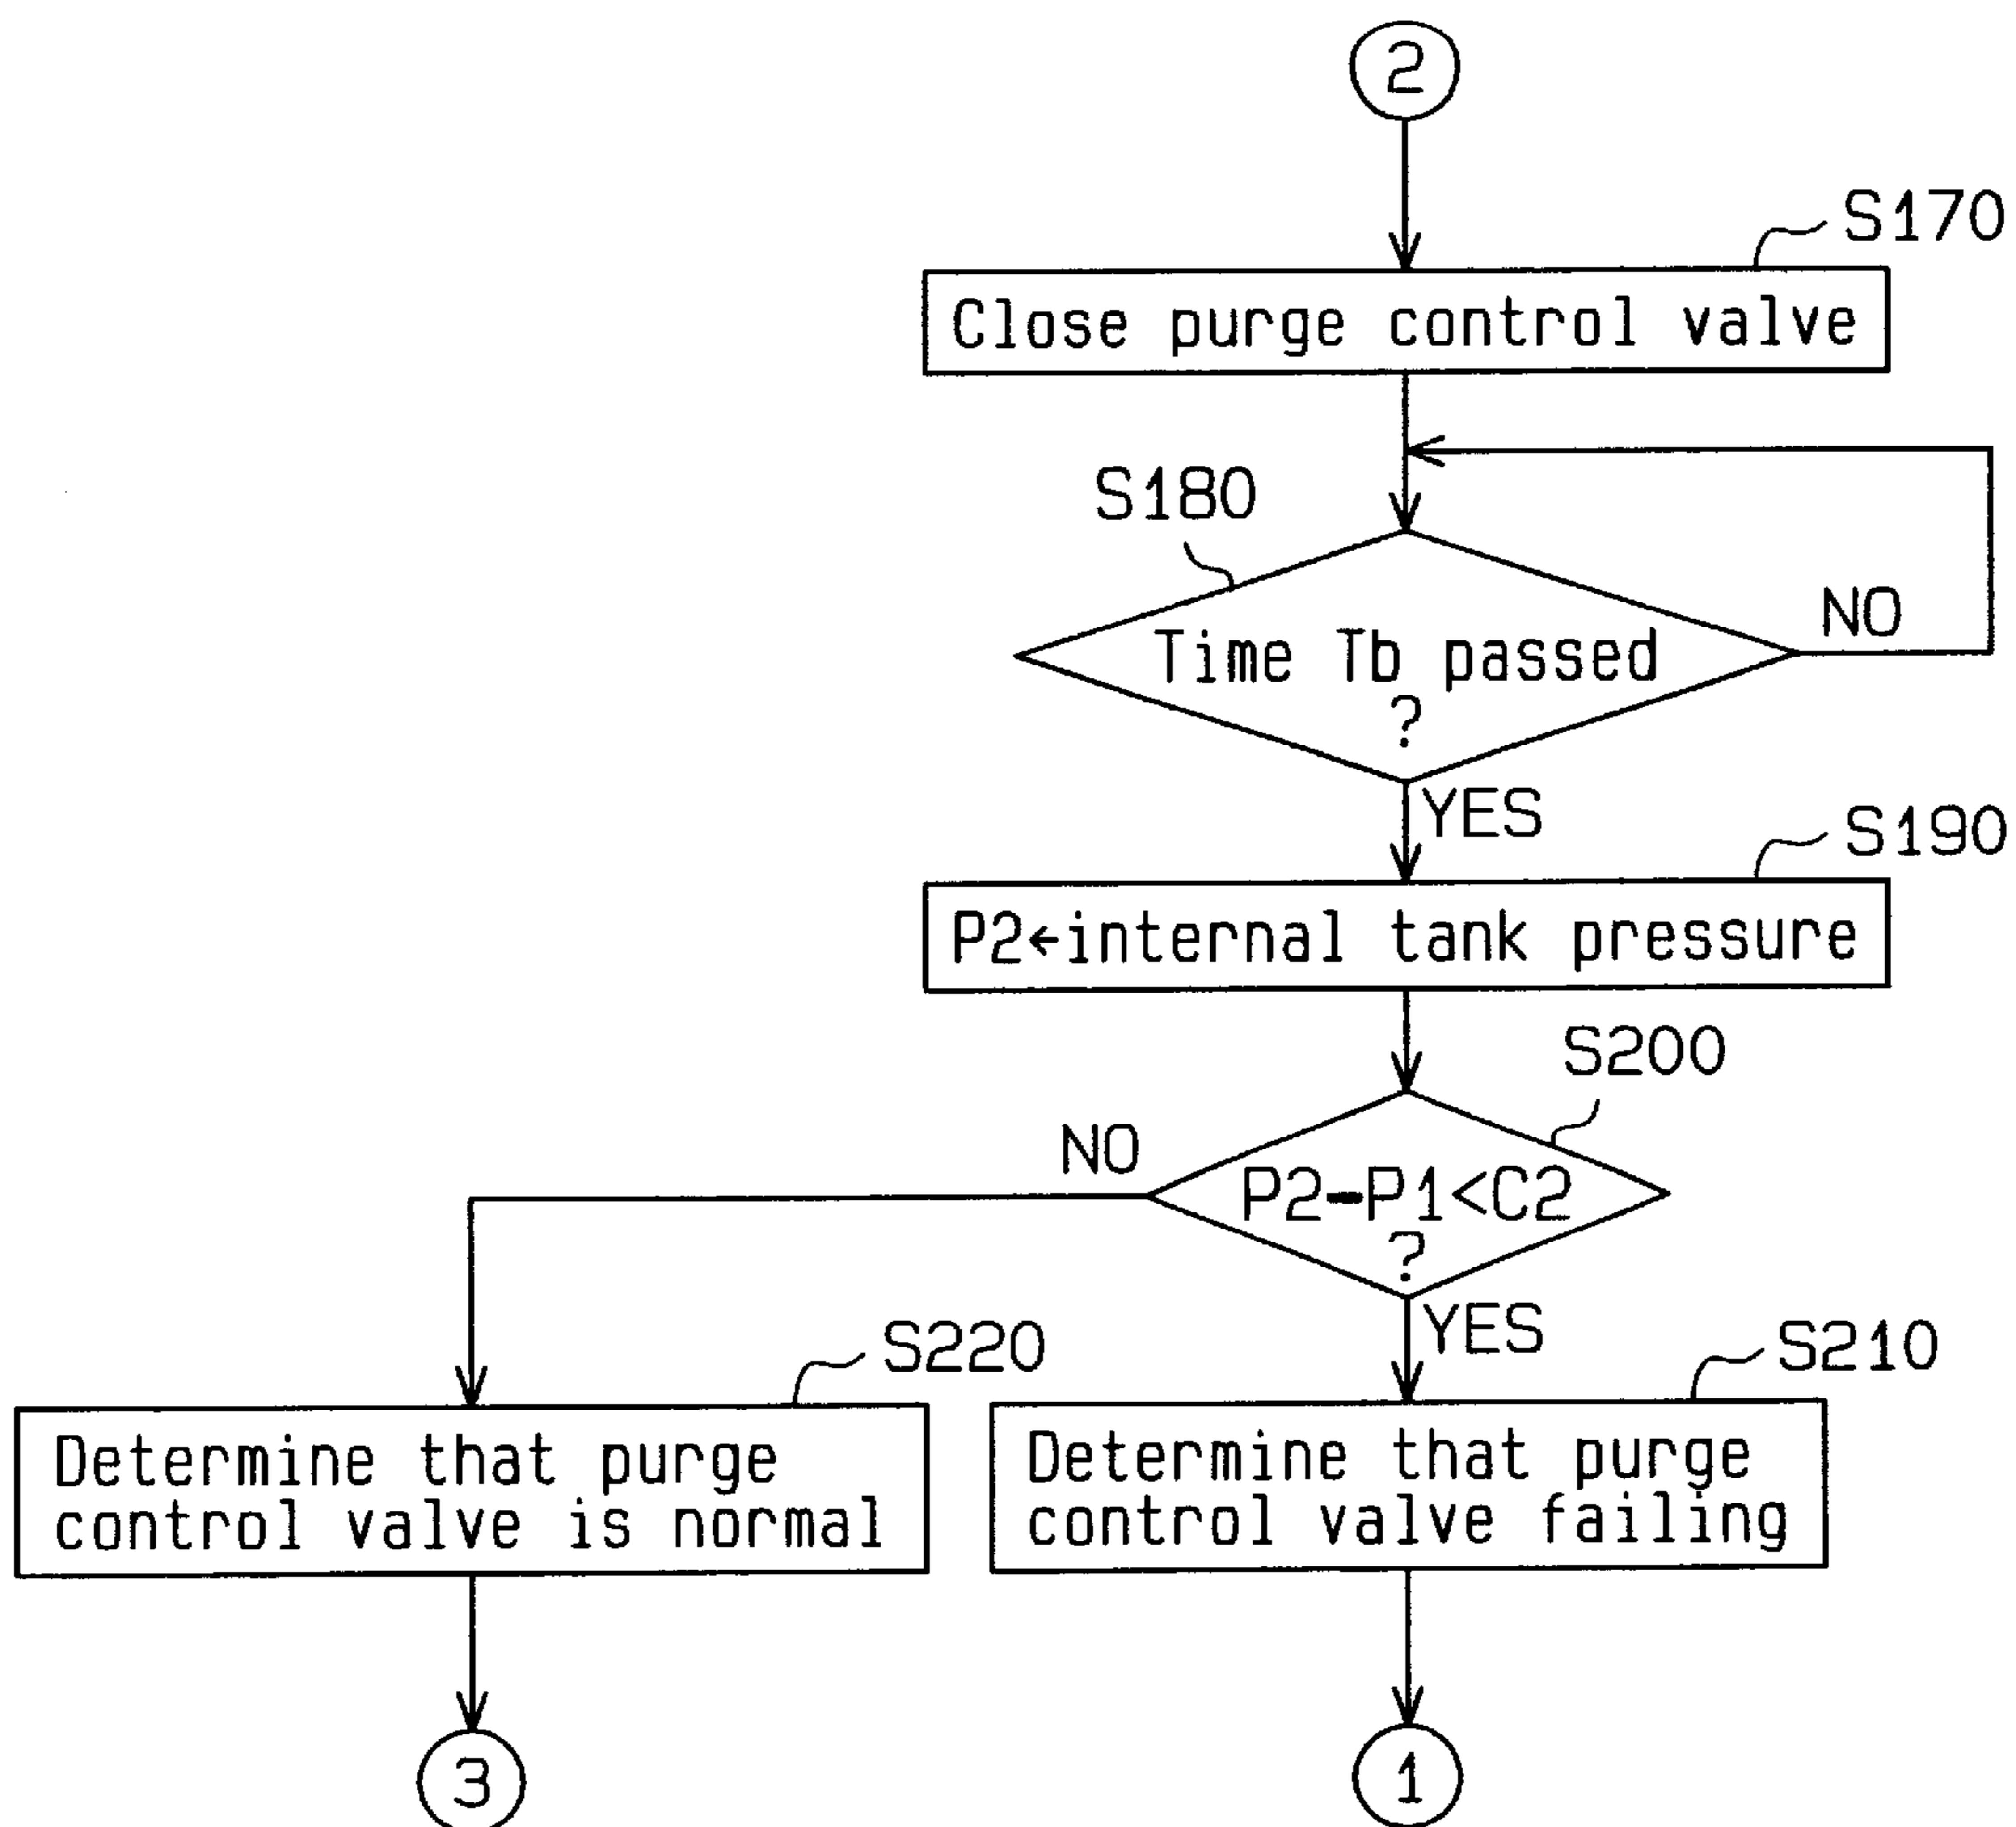 2
S170
Close purge control valve
S180
Time Tb passed
?
NO
YES
S190
P2←internal tank pressure
S200
P2-P1<C2
?
NO
YES
S220
Determine that purge
control valve is normal
S210
Determine that purge
control valve failing
3
1